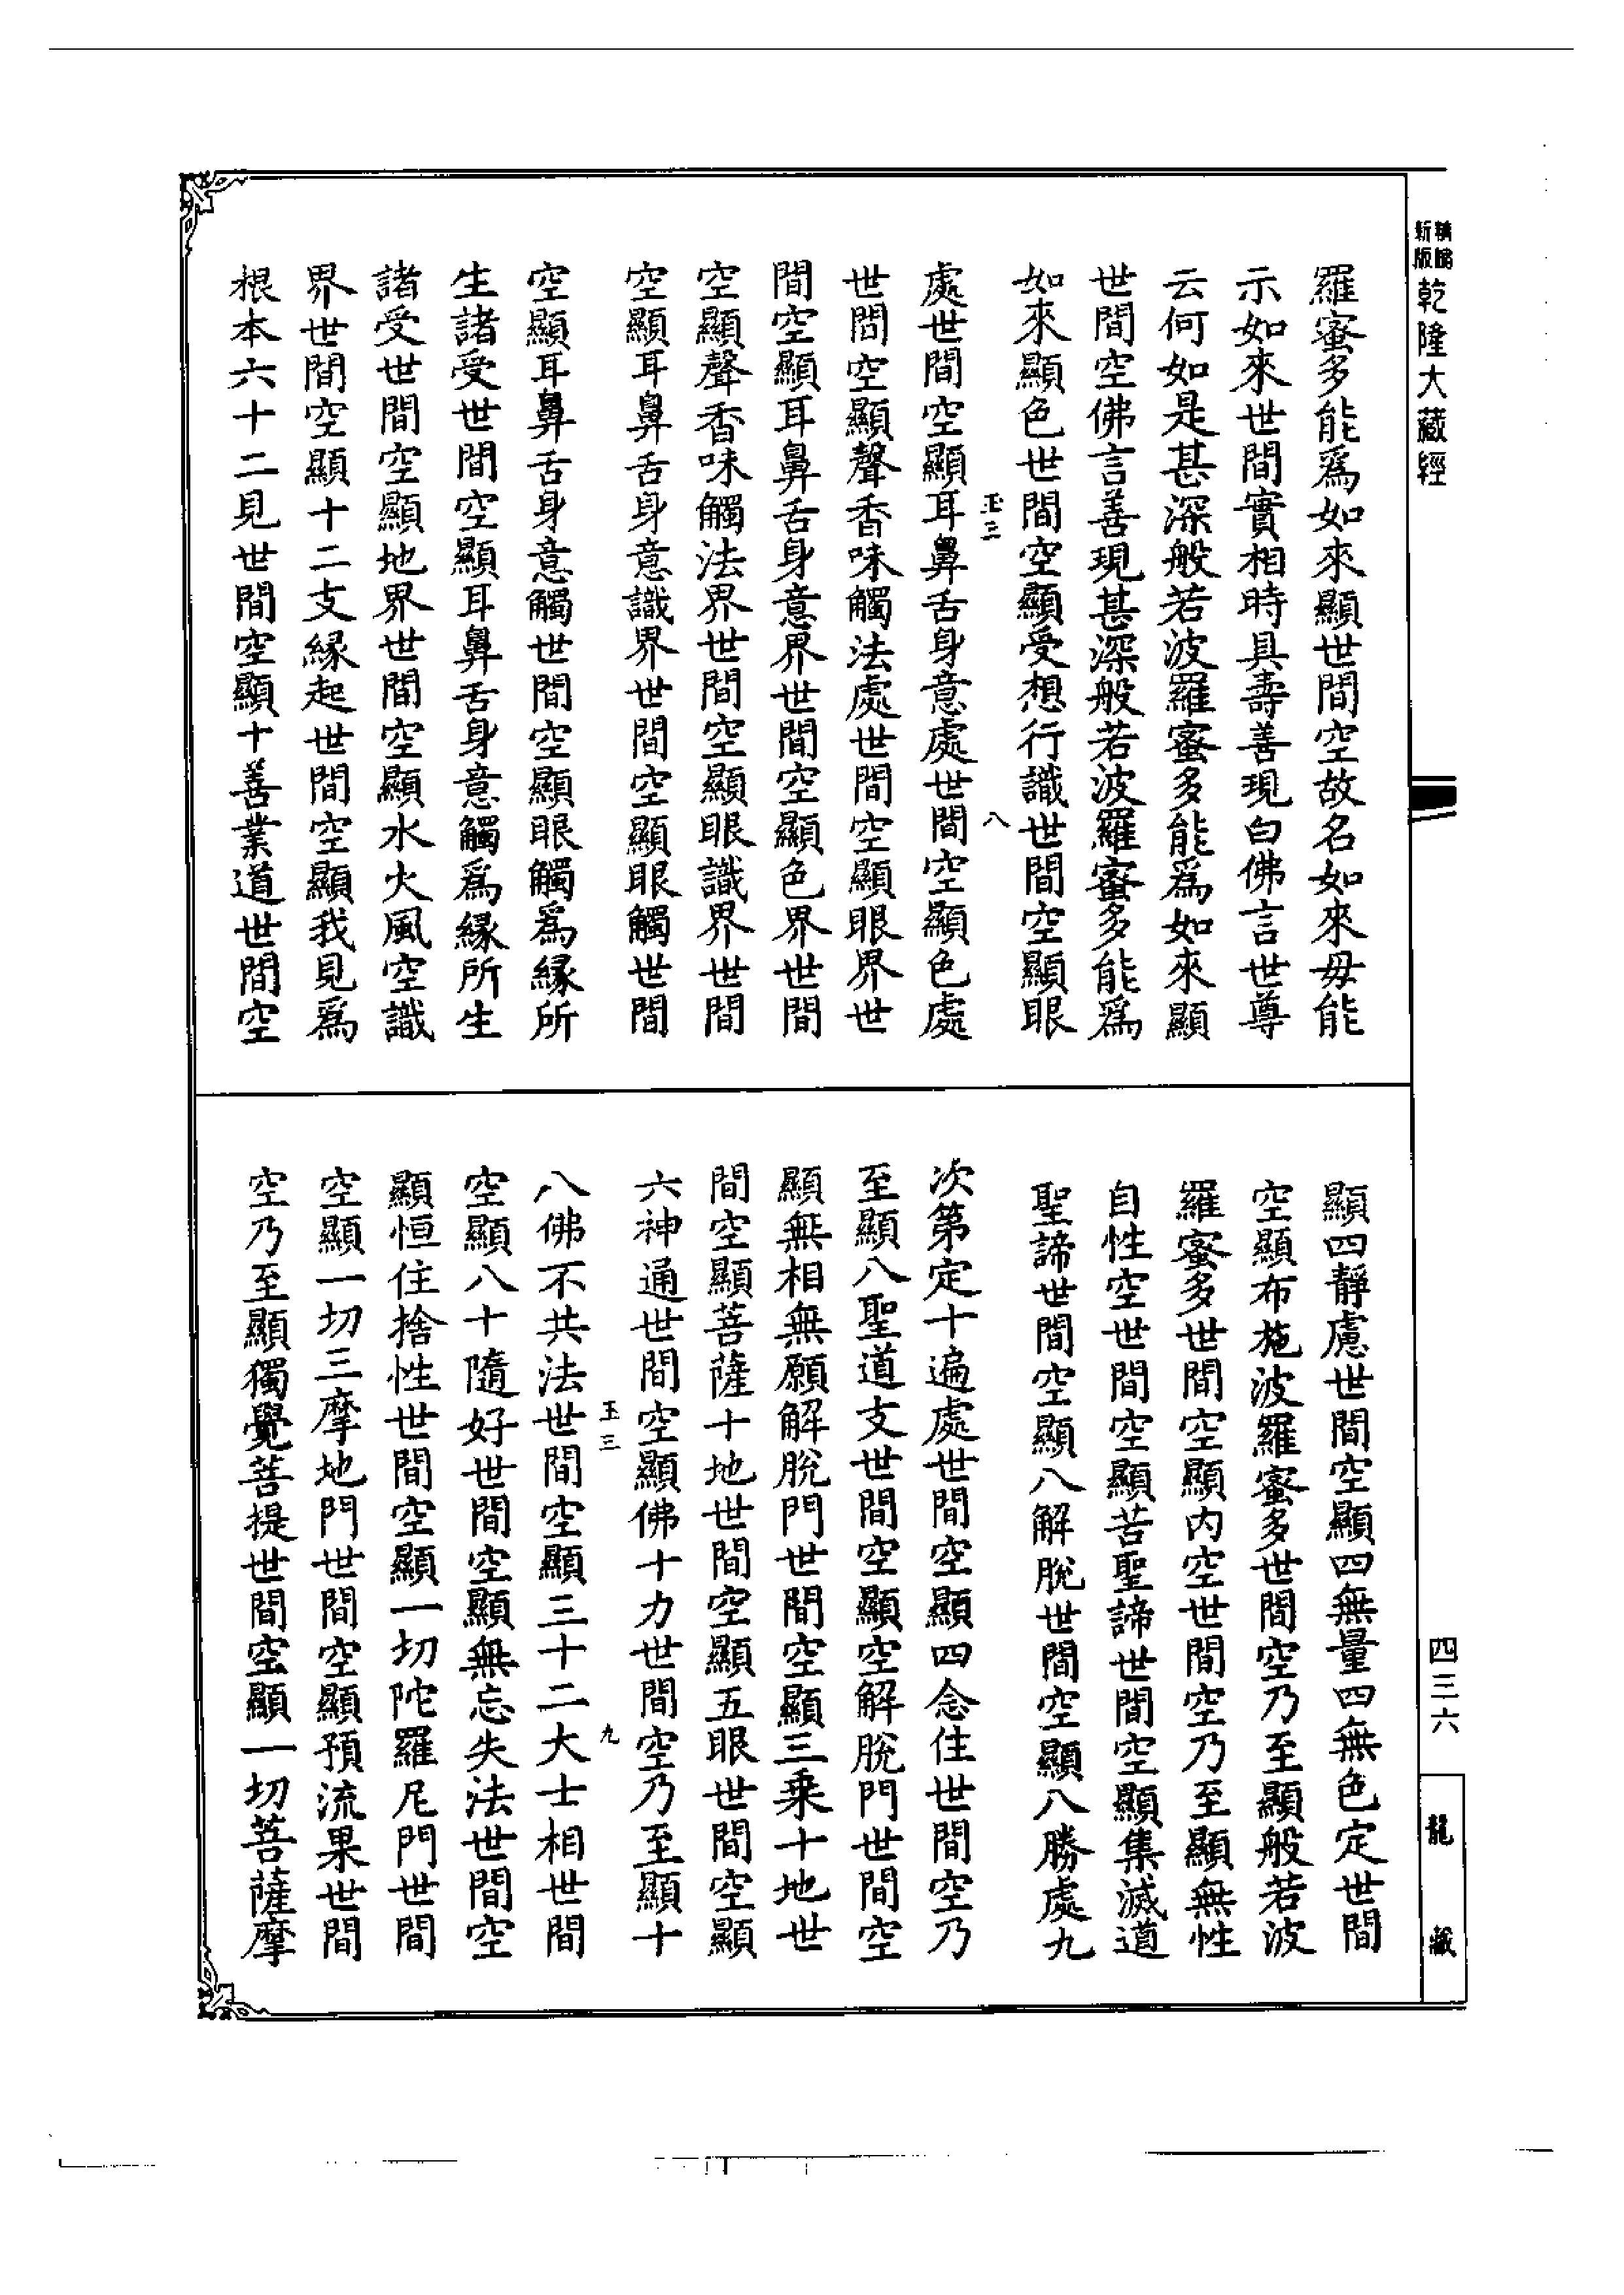 新版
精縮
乾隆大藏經
羅蜜多能爲如來顯世間空故名如來毋能
示如來世間實相時具壽善現白佛言世尊
云何如是甚深般若波羅蜜多能爲如來顯
世間空佛言善現甚深般若波羅蜜多能爲
如來顯色世間空顯受想行識世間空顯眼
玉三
八
處世間空顯耳鼻舌身意處世間空顯色處
世間空顯聲香味觸法處世間空顯眼界世
間空顯耳鼻舌身意界世間空顯色界世間
空顯聲香味觸法界世間空顯眼識界世間
空顯耳鼻舌身意識界世間空顯眼觸世間
空顯耳鼻舌身意觸世間空顯眼觸爲緣所
生諸受世間空顯耳鼻舌身意觸爲緣所生
諸受世間空顯地界世間空顯水火風空識
界世間空顯十二支緣起世間空顯我見爲
根本六十二見世間空顯十善業道世間空
顯四靜慮世間空顯四無量四無色定世間
空顯布施波羅蜜多世間空乃至顯般若波
羅蜜多世間空顯内空世間空乃至顯無性
自性空世間空顯苦聖諦世間空顯集滅道
聖諦世間空顯八解脫世間空顯八勝處九
次第定十遍處世間空顯四念住世間空乃
至顯八聖道支世間空顯空解脫門世間空
顯無相無願解脫門世間空顯三乘十地世
間空顯菩薩十地世間空顯五眼世間空顯
六神通世間空顯佛十力世間空乃至顯十
玉三
九
八佛不共法世間空顯三十二大士相世間
空顯八十隨好世間空顯無忘失法世間空
顯恒住捨性世間空顯一切陀羅尼門世間
空顯一切三摩地門世間空顯預流果世間
空乃至顯獨覺菩提世間空顯一切菩薩摩
四三六
龍藏